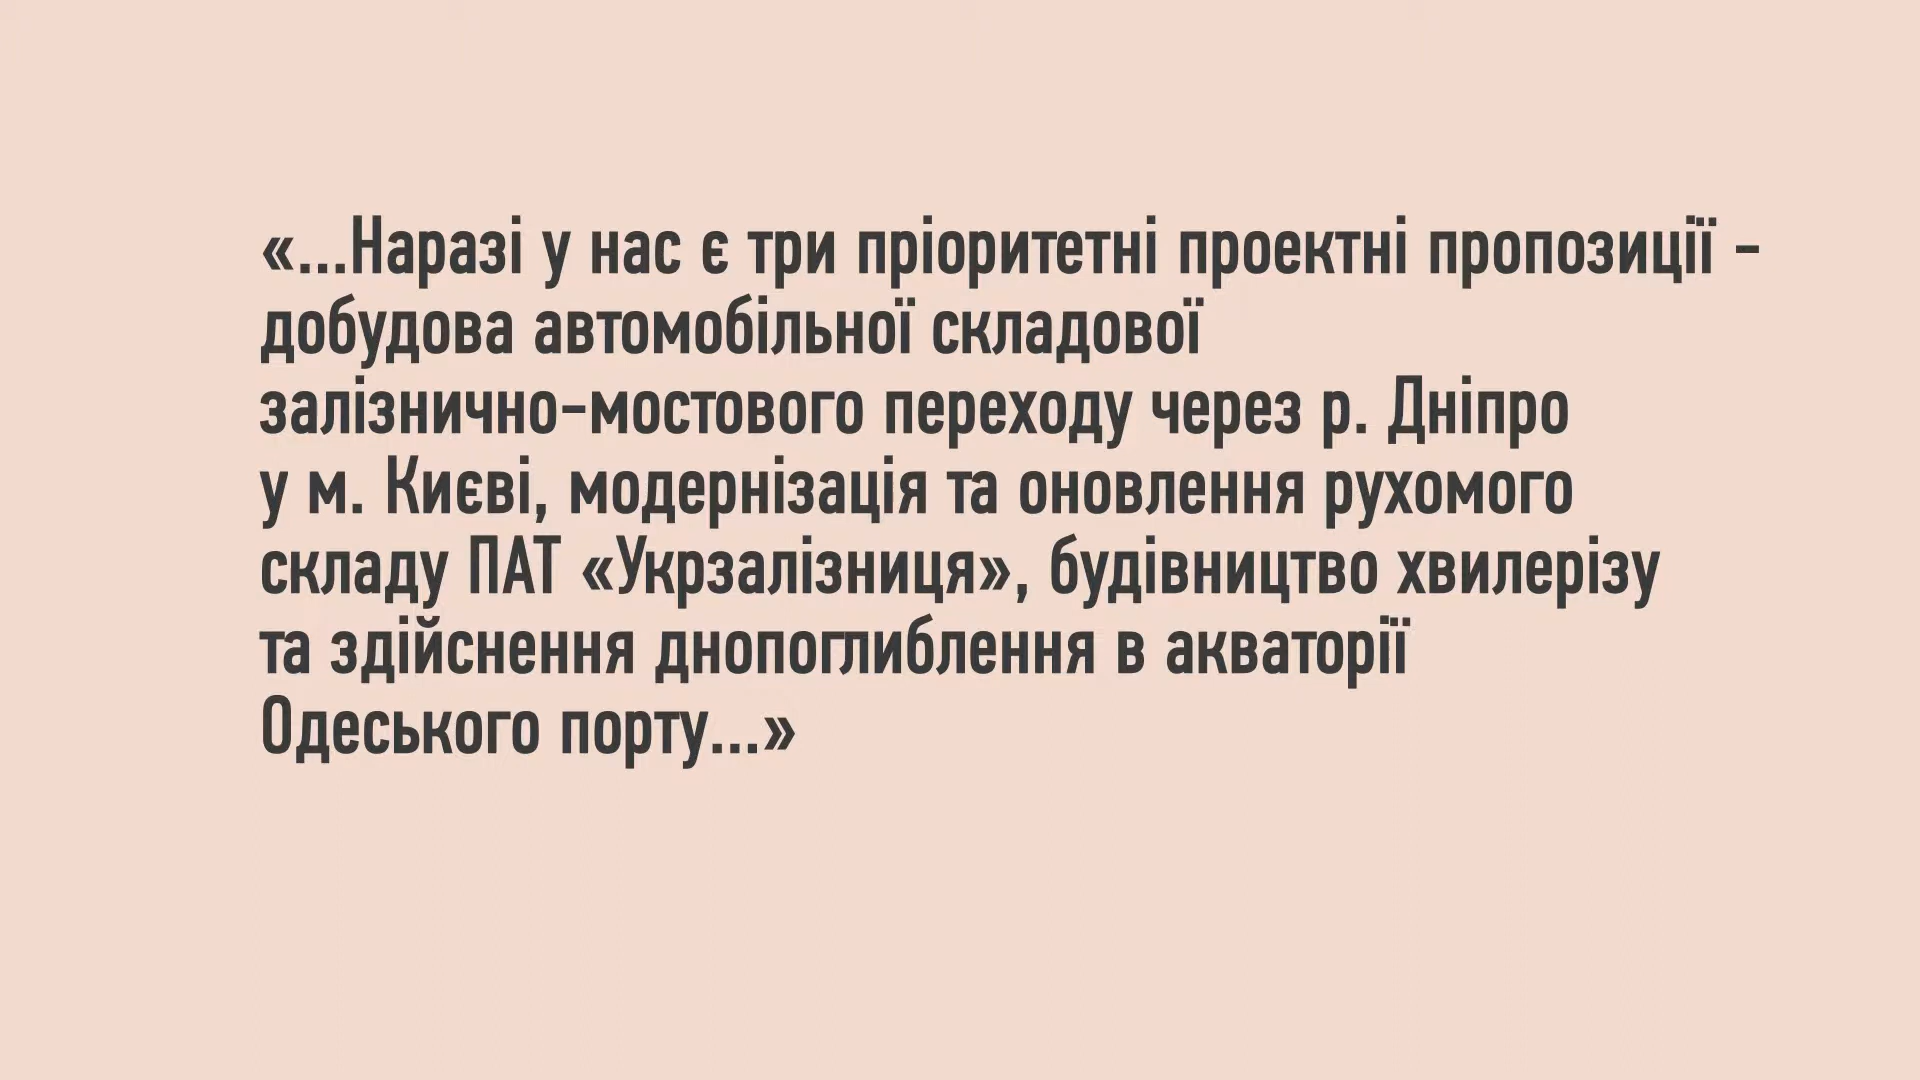 «...Наразі у нас є три пріоритетні проектні пропозиції -
добудова автомобільної складової
залізнично-мостового переходу через р. Дніпро
у м. Києві, модернізація та оновлення рухомого
складу ПАТ «Укрзалізниця», будівництво хвилерізу
та здійснення днопоглиблення в акваторії
Одеського порту...»